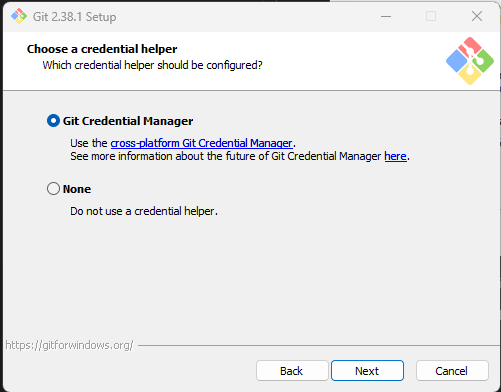 Git 2.38.1 Setup
Choose a credential helper
Which credential helper should be configured?
Git Credential Manager
Use the cross-platform Git Credential Manager.
See more information about the future of Git Credential Manager here.
None
Do not use a credential helper.
https://gitforwindows.org/
Back
Next
Cancel